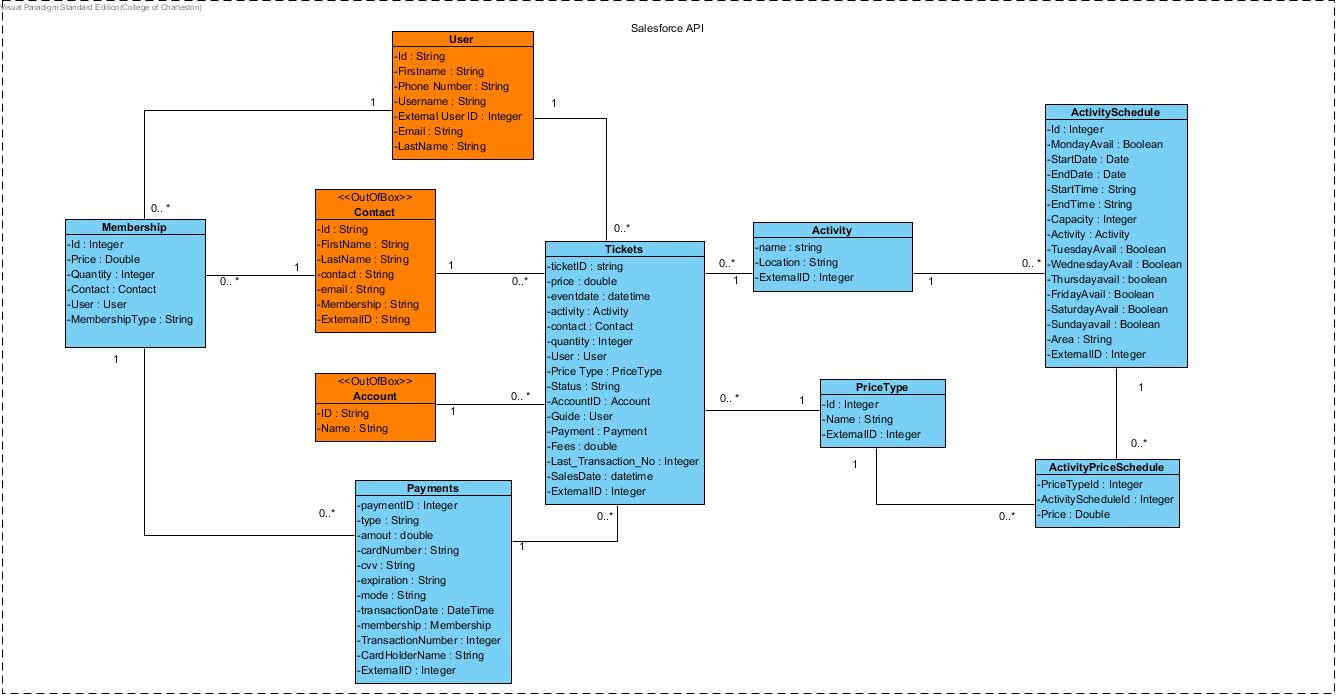 Visual Paradigm Standard Edition(College of Charleston)
Salesforce API
User
-Id : String
-Firstname : String
-Phone Number : String
-Username : String
-External User ID : Integer
-Email : String
-LastName : String
1
1
0.. *
0..*
<<OutOfBox>>
Contact
-Id : String
-FirstName : String
-LastName : String
-contact : String
-email : String
-Membership : String
-ExternalID : String
Membership
-Id : Integer
-Price : Double
-Quantity : Integer
-Contact : Contact
-User : User
-MembershipType : String
0.. *
1
1
0..*
1
<<OutOfBox>>
Account
-ID : String
-Name : String
1
0.. *
Tickets
-ticketID : string
-price : double
-eventdate : datetime
-activity : Activity
-contact : Contact
-quantity : Integer
-User : User
-Price Type : PriceType
-Status : String
-AccountID : Account
-Guide : User
-Payment : Payment
-Fees : double
-Last_Transaction_No : Integer
-SalesDate : datetime
-ExternalID : Integer
0..*
1
Activity
-name : string
-Location : String
-ExternalID : Integer
1
0.. *
ActivitySchedule
-Id : Integer
-MondayAvail : Boolean
-StartDate : Date
-EndDate : Date
-StartTime : String
-EndTime : String
-Capacity : Integer
-Activity : Activity
-TuesdayAvail : Boolean
-WednesdayAvail : Boolean
-Thursdayavail : boolean
-FridayAvail : Boolean
-SaturdayAvail : Boolean
-Sundayavail : Boolean
-Area : String
-ExternalID : Integer
0.. *
1
PriceType
-Id : Integer
-Name : String
-ExternalID : Integer
1
0..*
1
0..*
ActivityPriceSchedule
-PriceTypeId : Integer
-ActivityScheduleId : Integer
-Price : Double
Payments
-paymentID : Integer
-type : String
-amout : double
-cardNumber : String
-cvv : String
-expiration : String
-mode : String
-transactionDate : DateTime
-membership : Membership
-TransactionNumber : Integer
-CardHolderName : String
-ExternalID : Integer
0..*
0..*
1